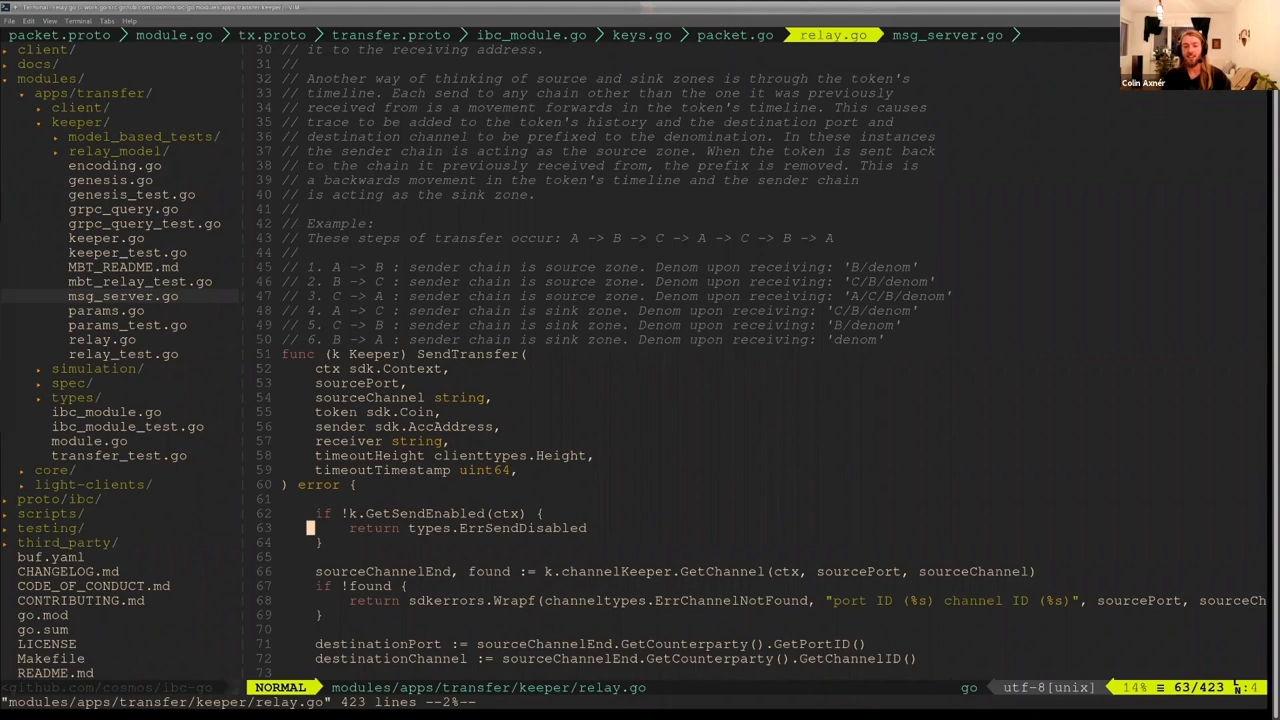 Terminal - relay.go
File Edit View Terminal Tabs Help
packet.proto module.go tx.proto transfer.proto ibc_module.go keys.go packet.go relay.go msg_server.go
Colin Axnér
client/
docs/
modules/
apps/transfer/
client/
keeper/
model_based_tests/
relay_model/
encoding.go
genesis.go
genesis_test.go
grpc_query.go
grpc_query_test.go
keeper.go
keeper_test.go
MBT_README.md
mbt_relay_test.go
msg_server.go
params.go
params_test.go
relay.go
relay_test.go
simulation/
spec/
types/
ibc_module.go
ibc_module_test.go
module.go
transfer_test.go
core/
light-clients/
proto/ibc/
scripts/
testing/
third_party/
buf.yaml
CHANGELOG.md
CODE_OF_CONDUCT.md
CONTRIBUTING.md
go.mod
go.sum
LICENSE
Makefile
README.md
30 // it to the receiving address.
31 //
32 // Another way of thinking of source and sink zones is through the token's
33 // timeline. Each send to any chain other than the one it was previously
34 // received from is a movement forwards in the token's timeline. This causes
35 // trace to be added to the token's history and the destination port and
36 // destination channel to be prefixed to the denomination. In these instances
37 // the sender chain is acting as the source zone. When the token is sent back
38 // to the chain it previously received from, the prefix is removed. This is
39 // a backwards movement in the token's timeline and the sender chain
40 // is acting as the sink zone.
41 //
42 // Example:
43 // These steps of transfer occur: A -> B -> C -> A -> C -> B -> A
44 //
45 // 1. A -> B : sender chain is source zone. Denom upon receiving: 'B/denom'
46 // 2. B -> C : sender chain is source zone. Denom upon receiving: 'C/B/denom'
47 // 3. C -> A : sender chain is source zone. Denom upon receiving: 'A/C/B/denom'
48 // 4. A -> C : sender chain is sink zone. Denom upon receiving: 'C/B/denom'
49 // 5. C -> B : sender chain is sink zone. Denom upon receiving: 'B/denom'
50 // 6. B -> A : sender chain is sink zone. Denom upon receiving: 'denom'
51 func (k Keeper) SendTransfer(
52 ctx sdk.Context,
53 sourcePort,
54 sourceChannel string,
55 token sdk.Coin,
56 sender sdk.AccAddress,
57 receiver string,
58 timeoutHeight clienttypes.Height,
59 timeoutTimestamp uint64,
60 ) error {
61
62 if !k.GetSendEnabled(ctx) {
63 return types.ErrSendDisabled
64 }
65
66 sourceChannelEnd, found := k.channelKeeper.GetChannel(ctx, sourcePort, sourceChannel)
67 if !found {
68 return sdkerrors.Wrapf(channeltypes.ErrChannelNotFound, "port ID (%s) channel ID (%s)", sourcePort, sourceCh
69 }
70
71 destinationPort := sourceChannelEnd.GetCounterparty().GetPortID()
72 destinationChannel := sourceChannelEnd.GetCounterparty().GetChannelID()
73
<github.com/cosmos/ibc-go NORMAL modules/apps/transfer/keeper/relay.go go utf-8[unix] 14% ≡ 63/423 :4
"modules/apps/transfer/keeper/relay.go" 423 lines --2%--